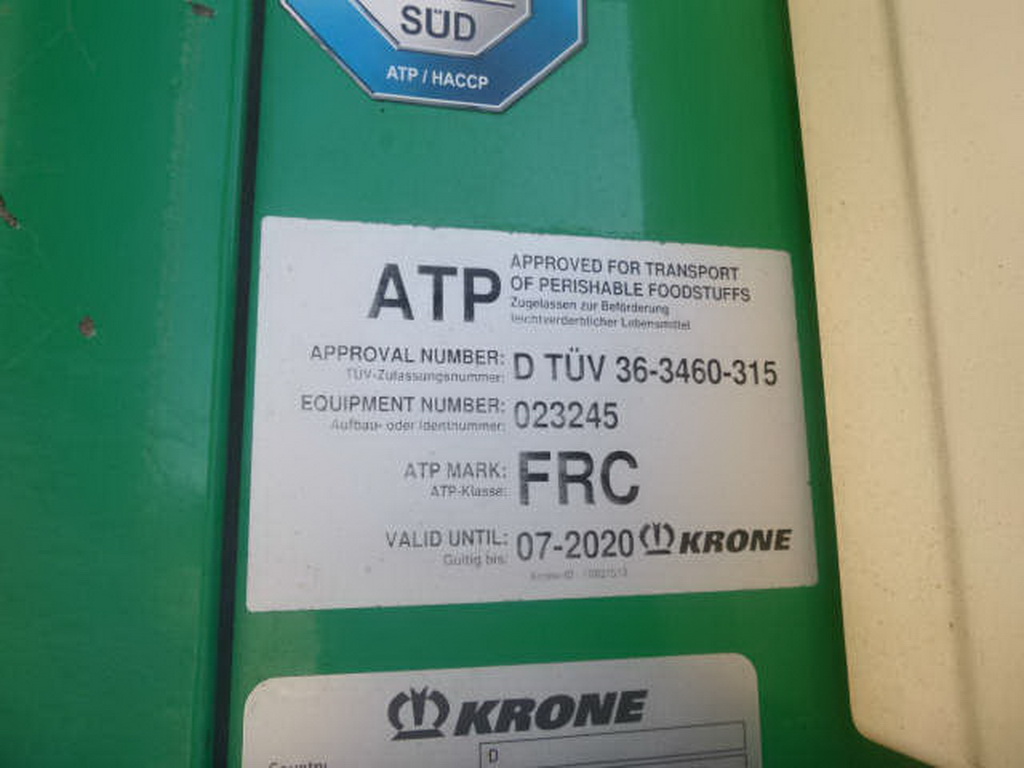 SÜD
ATP / HACCP
ATP
APPROVED FOR TRANSPORT
OF PERISHABLE FOODSTUFFS
Zugelassen zur Beförderung
leichtverderblicher Lebensmittel
APPROVAL NUMBER: D TÜV 36-3460-315
TÜV-Zulassungsnummer:
EQUIPMENT NUMBER: 023245
Aufbau- oder Identnummer:
ATP MARK: FRC
ATP-Klasse:
VALID UNTIL: 07-2020 KRONE
Gültig bis:
KRONE
Country
D